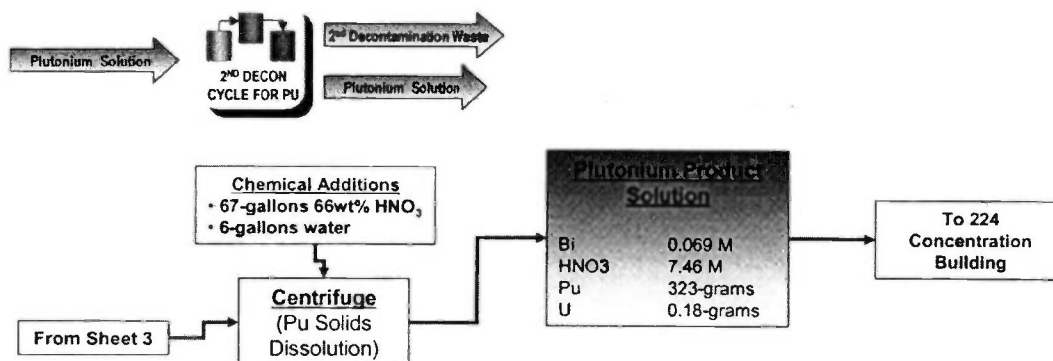 2nd Decontamination Waste
Plutonium Solution
2ND DECON
CYCLE FOR PU
Plutonium Solution
Chemical Additions
• 67-gallons 66wt% HNO3
• 6-gallons water
From Sheet 3
Centrifuge
(Pu Solids
Dissolution)
Plutonium Product
Solution
Bi 0.069 M
HNO3 7.46 M
Pu 323-grams
U 0.18-grams
To 224
Concentration
Building